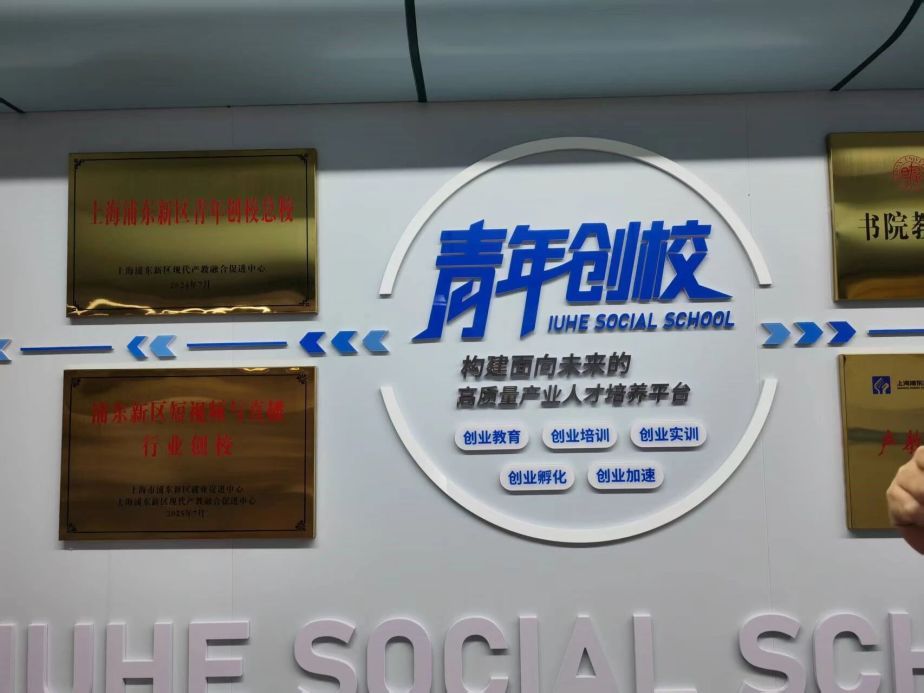 上海浦东新区青年创校总校
上海浦东新区现代产教融合促进中心
2024年7月
浦东新区短视频与直播
行业创校
上海市浦东新区就业促进中心
上海浦东新区现代产教融合促进中心
2025年7月
青年创校
IUHE SOCIAL SCHOOL
构建面向未来的
高质量产业人才培养平台
创业教育
创业培训
创业实训
创业孵化
创业加速
书院教
产教
IUHE SOCIAL SCH